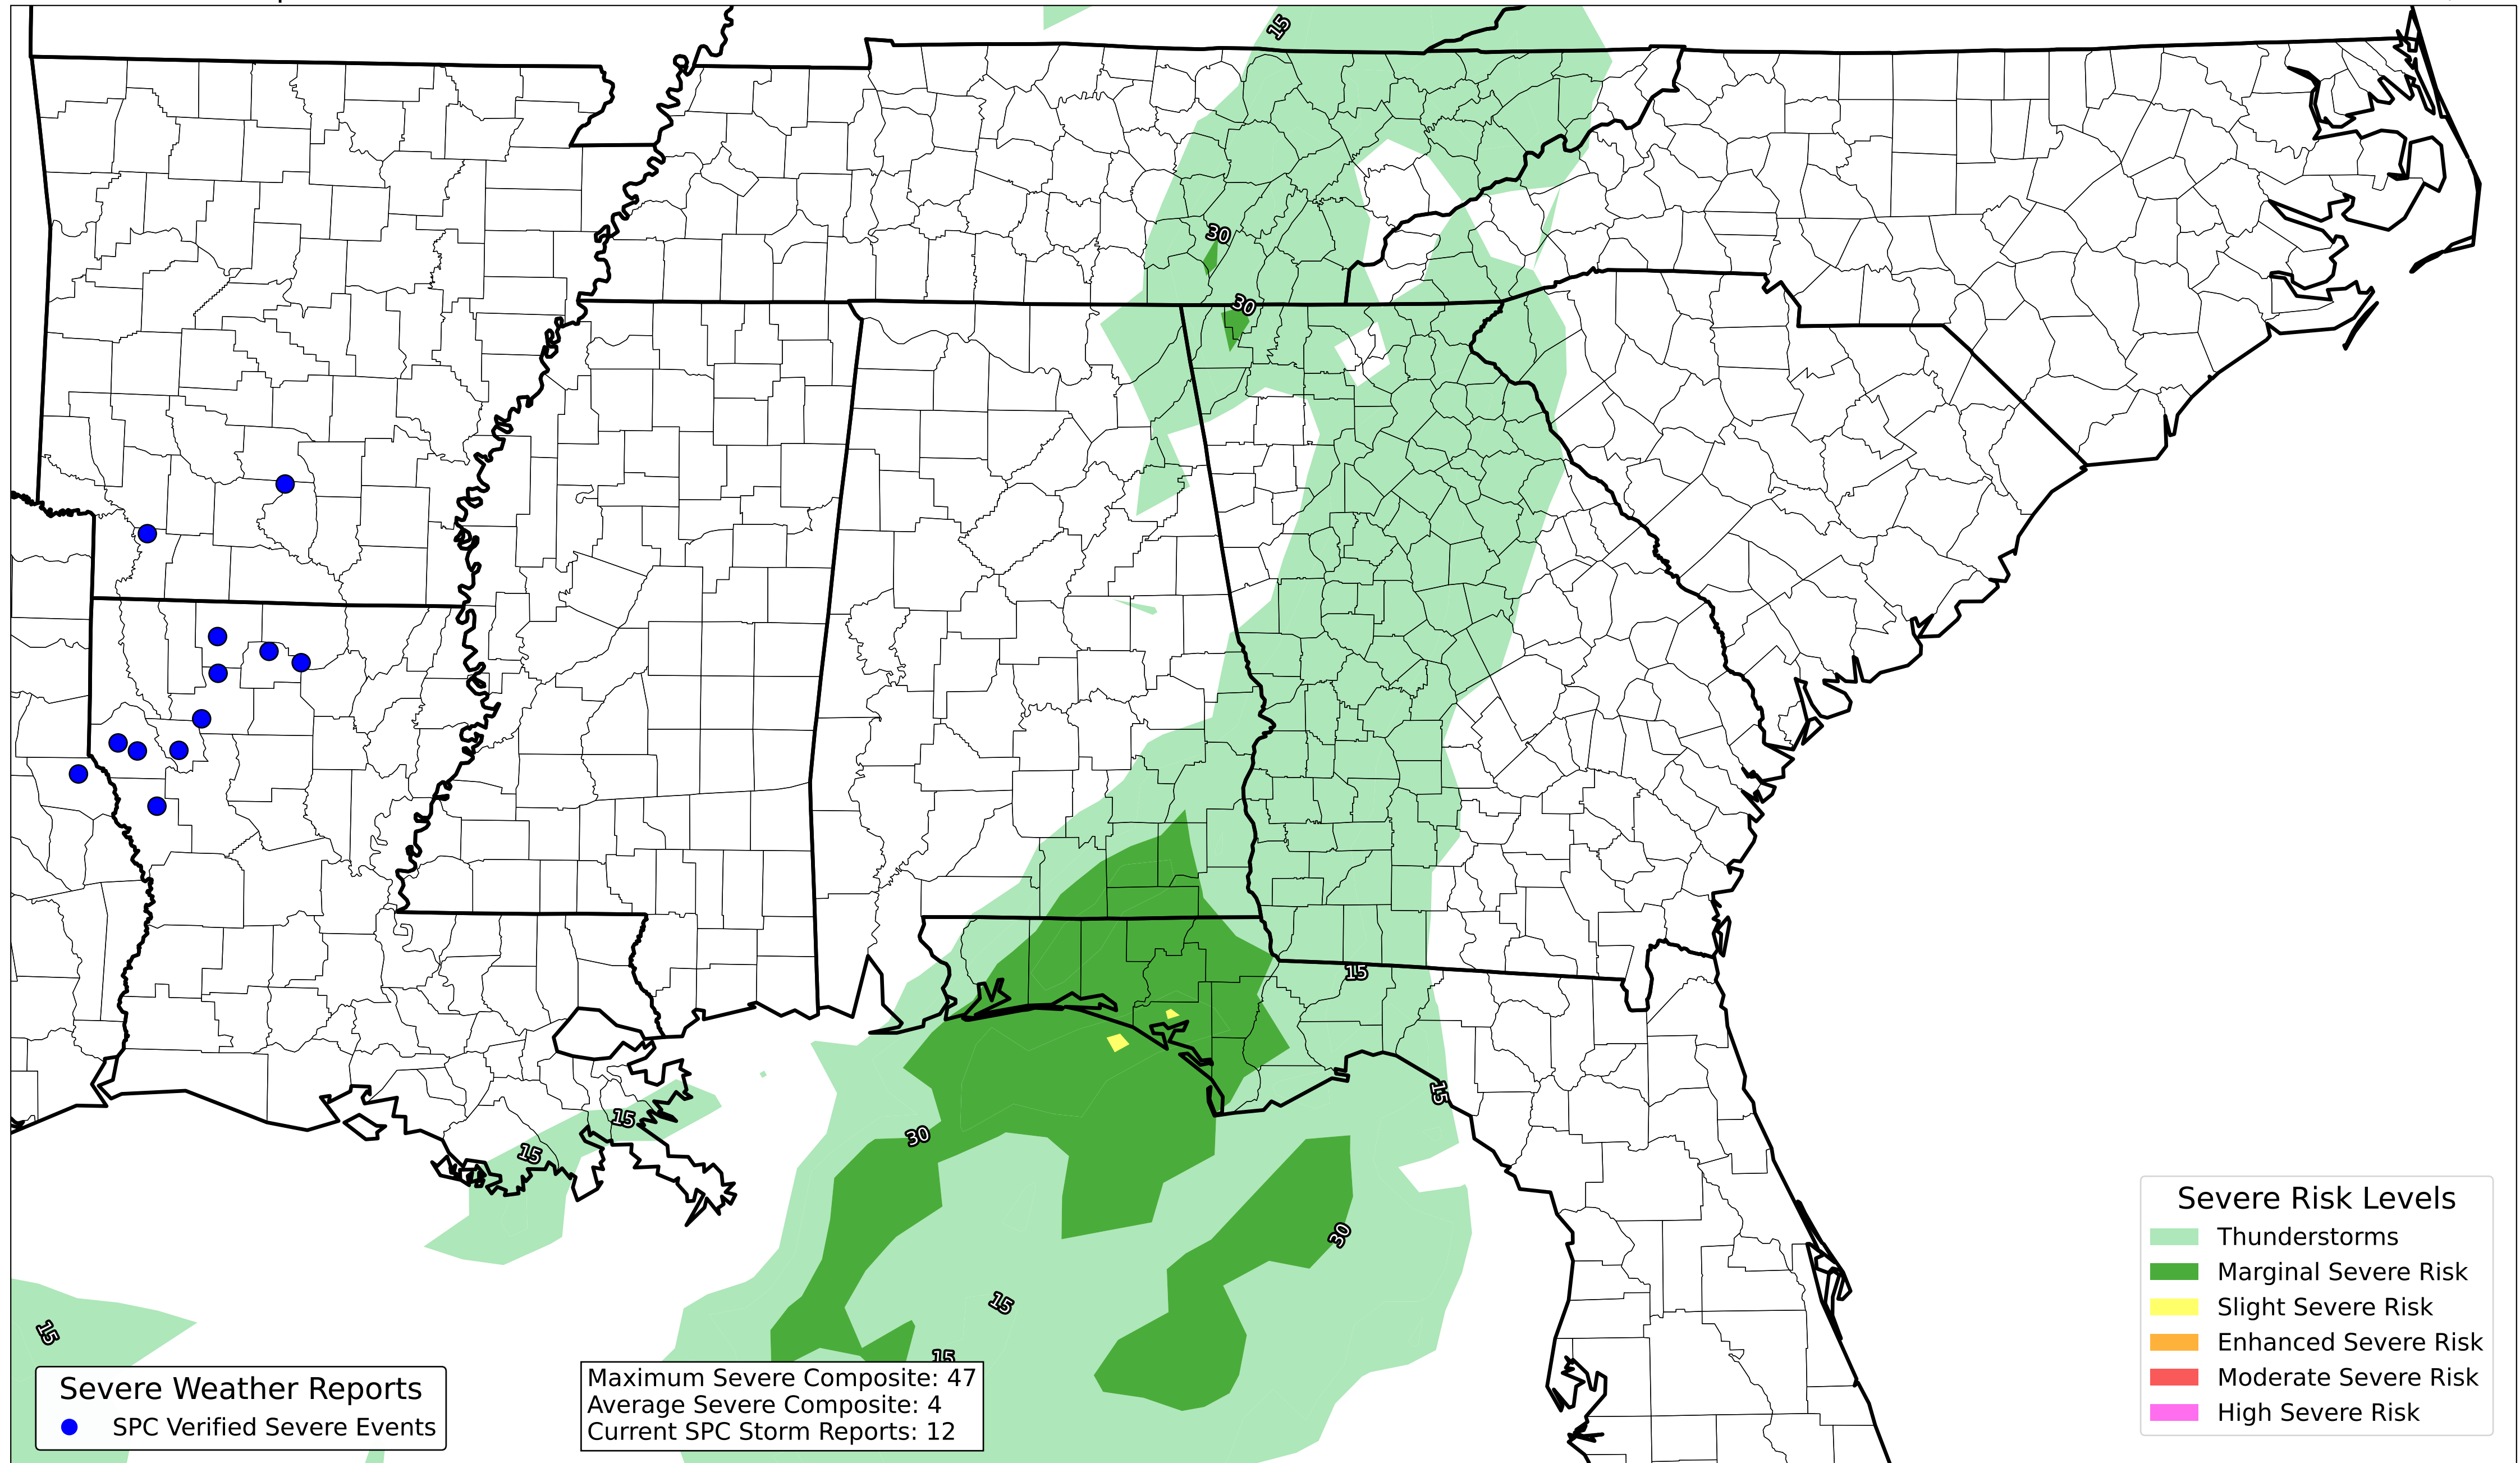 15
30
30
15
15
15
15
30
30
15
15
15
Severe Weather Reports
SPC Verified Severe Events
Maximum Severe Composite: 47
Average Severe Composite: 4
Current SPC Storm Reports: 12
Severe Risk Levels
Thunderstorms
Marginal Severe Risk
Slight Severe Risk
Enhanced Severe Risk
Moderate Severe Risk
High Severe Risk